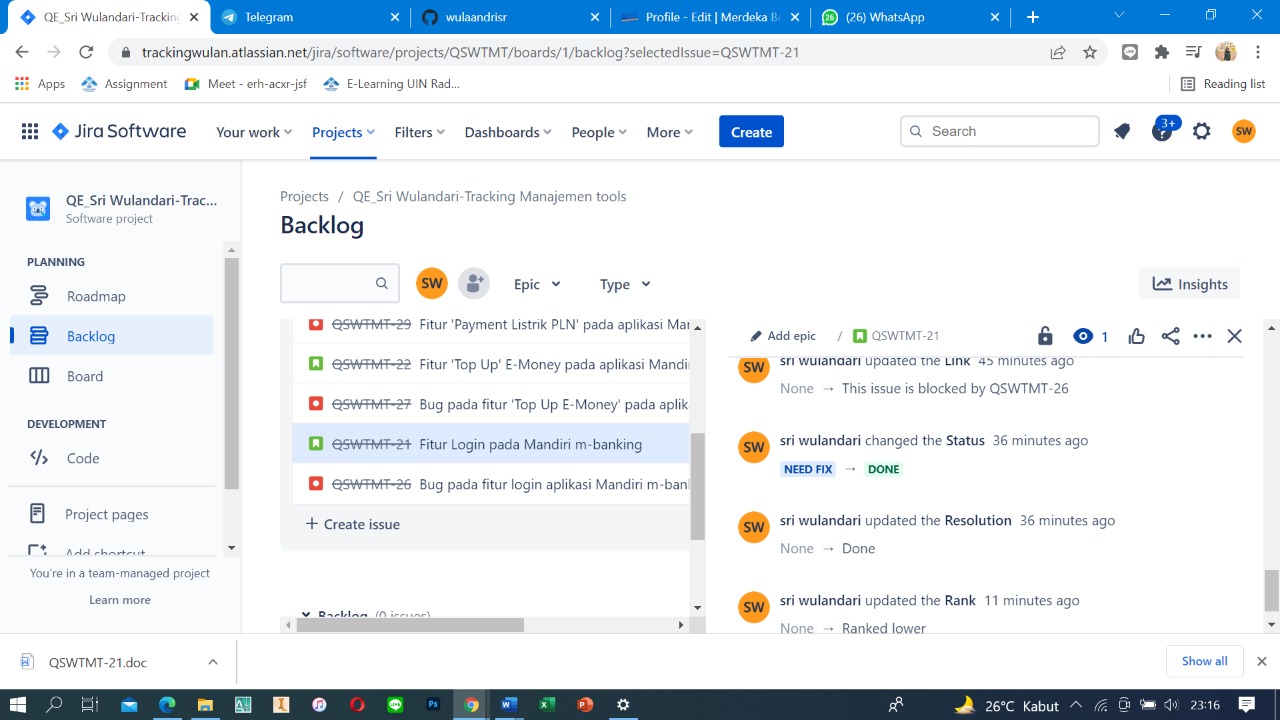 QE_Sri Wulandari-Tracking
Telegram
wulaandrisr
Profile - Edit | Merdeka Be
(26) WhatsApp
trackingwulan.atlassian.net/jira/software/projects/QSWTMT/boards/1/backlog?selectedIssue=QSWTMT-21
Apps
Assignment
Meet - erh-acxr-jsf
E-Learning UIN Rad...
Reading list
Jira Software
Your work
Projects
Filters
Dashboards
People
More
Create
Search
3+
SW
QE_Sri Wulandari-Trac...
Software project
PLANNING
Roadmap
Backlog
Board
DEVELOPMENT
Code
Project pages
Add shortcut
You're in a team-managed project
Learn more
Projects / QE_Sri Wulandari-Tracking Manajemen tools
Backlog
SW
Epic
Type
Insights
QSWTMT-29 Fitur 'Payment Listrik PLN' pada aplikasi Mar
QSWTMT-22 Fitur 'Top Up' E-Money pada aplikasi Mandi
QSWTMT-27 Bug pada fitur 'Top Up E-Money' pada aplik
QSWTMT-21 Fitur Login pada Mandiri m-banking
QSWTMT-26 Bug pada fitur login aplikasi Mandiri m-ban
+ Create issue
Backlog (0 issues)
Add epic / QSWTMT-21
1
SW
sri wulandari updated the Link 45 minutes ago
None → This issue is blocked by QSWTMT-26
SW
sri wulandari changed the Status 36 minutes ago
NEED FIX → DONE
SW
sri wulandari updated the Resolution 36 minutes ago
None → Done
SW
sri wulandari updated the Rank 11 minutes ago
None → Ranked lower
QSWTMT-21.doc
Show all
26°C Kabut
23:16